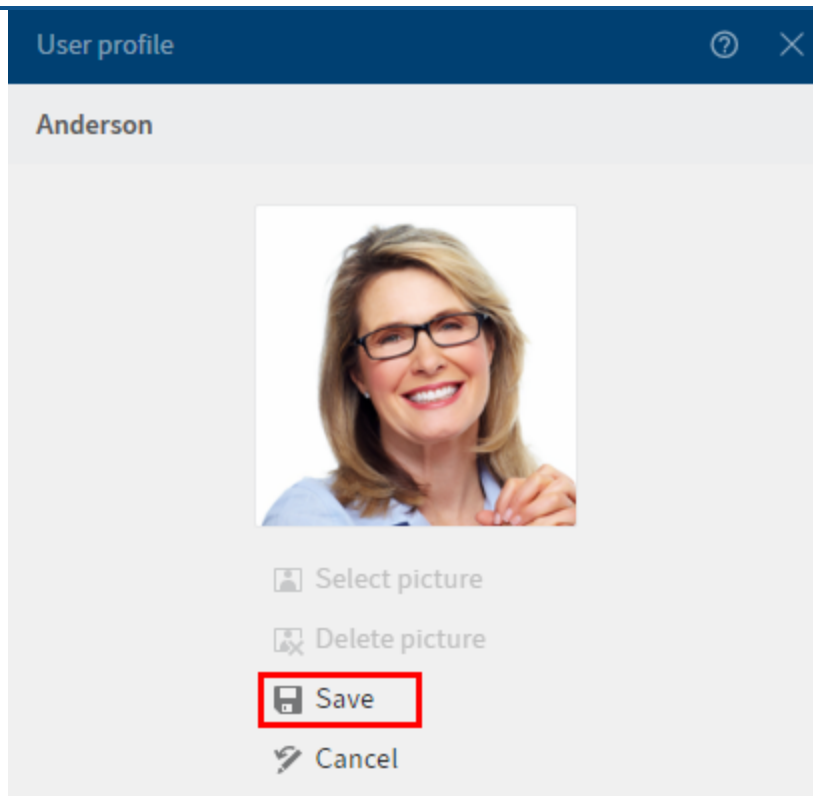 User profile
Anderson
Select picture
Delete picture
Save
Cancel